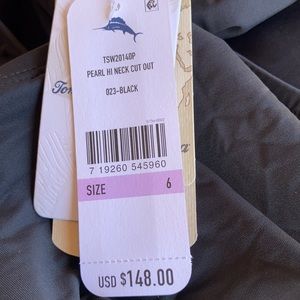 TSW20140P
PEARL HI NECK CUT OUT
023-BLACK
7 19260 545960
SIZE 6
USD $148.00